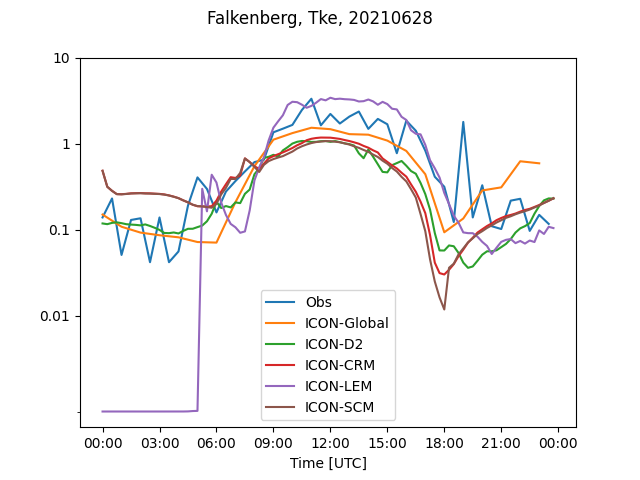 Falkenberg, Tke, 20210628
10
1
0.1
0.01
Obs
ICON-Global
ICON-D2
ICON-CRM
ICON-LEM
ICON-SCM
00:00 03:00 06:00 09:00 12:00 15:00 18:00 21:00 00:00
Time [UTC]